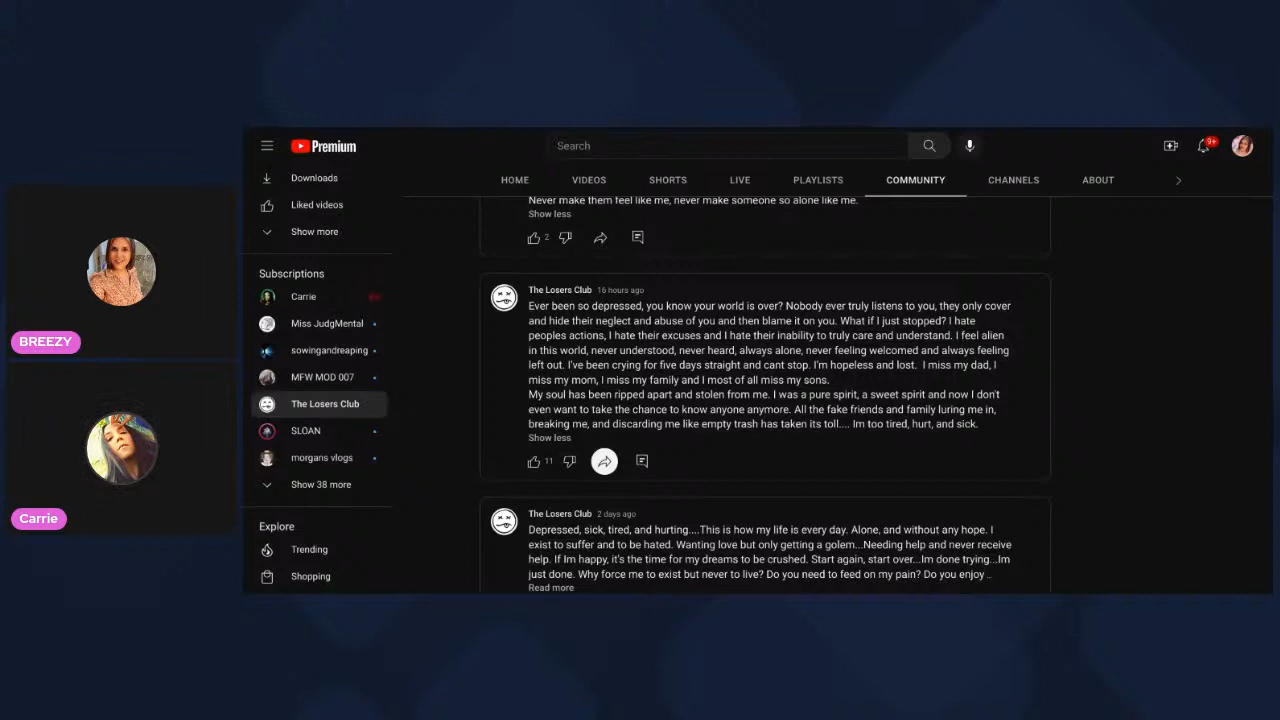 BREEZY
Carrie
Premium
Search
9+
Downloads
Liked videos
Show more
Subscriptions
Carrie
Miss JudgMental
sowingandreaping
MFW MOD 007
The Losers Club
SLOAN
morgans vlogs
Show 38 more
Explore
Trending
Shopping
HOME
VIDEOS
SHORTS
LIVE
PLAYLISTS
COMMUNITY
CHANNELS
ABOUT
Never make them feel like me, never make someone so alone like me.
Show less
2
The Losers Club 16 hours ago
Ever been so depressed, you know your world is over? Nobody ever truly listens to you, they only cover
and hide their neglect and abuse of you and then blame it on you. What if I just stopped? I hate
peoples actions, I hate their excuses and I hate their inability to truly care and understand. I feel alien
in this world, never understood, never heard, always alone, never feeling welcomed and always feeling
left out. I've been crying for five days straight and cant stop. I'm hopeless and lost. I miss my dad, I
miss my mom, I miss my family and I most of all miss my sons.
My soul has been ripped apart and stolen from me. I was a pure spirit, a sweet spirit and now I don't
even want to take the chance to know anyone anymore. All the fake friends and family luring me in,
breaking me, and discarding me like empty trash has taken its toll.... Im too tired, hurt, and sick.
Show less
11
The Losers Club 2 days ago
Depressed, sick, tired, and hurting....This is how my life is every day. Alone, and without any hope. I
exist to suffer and to be hated. Wanting love but only getting a golem...Needing help and never receive
help. If Im happy, it's the time for my dreams to be crushed. Start again, start over...Im done trying...Im
just done. Why force me to exist but never to live? Do you need to feed on my pain? Do you enjoy ..
Read more